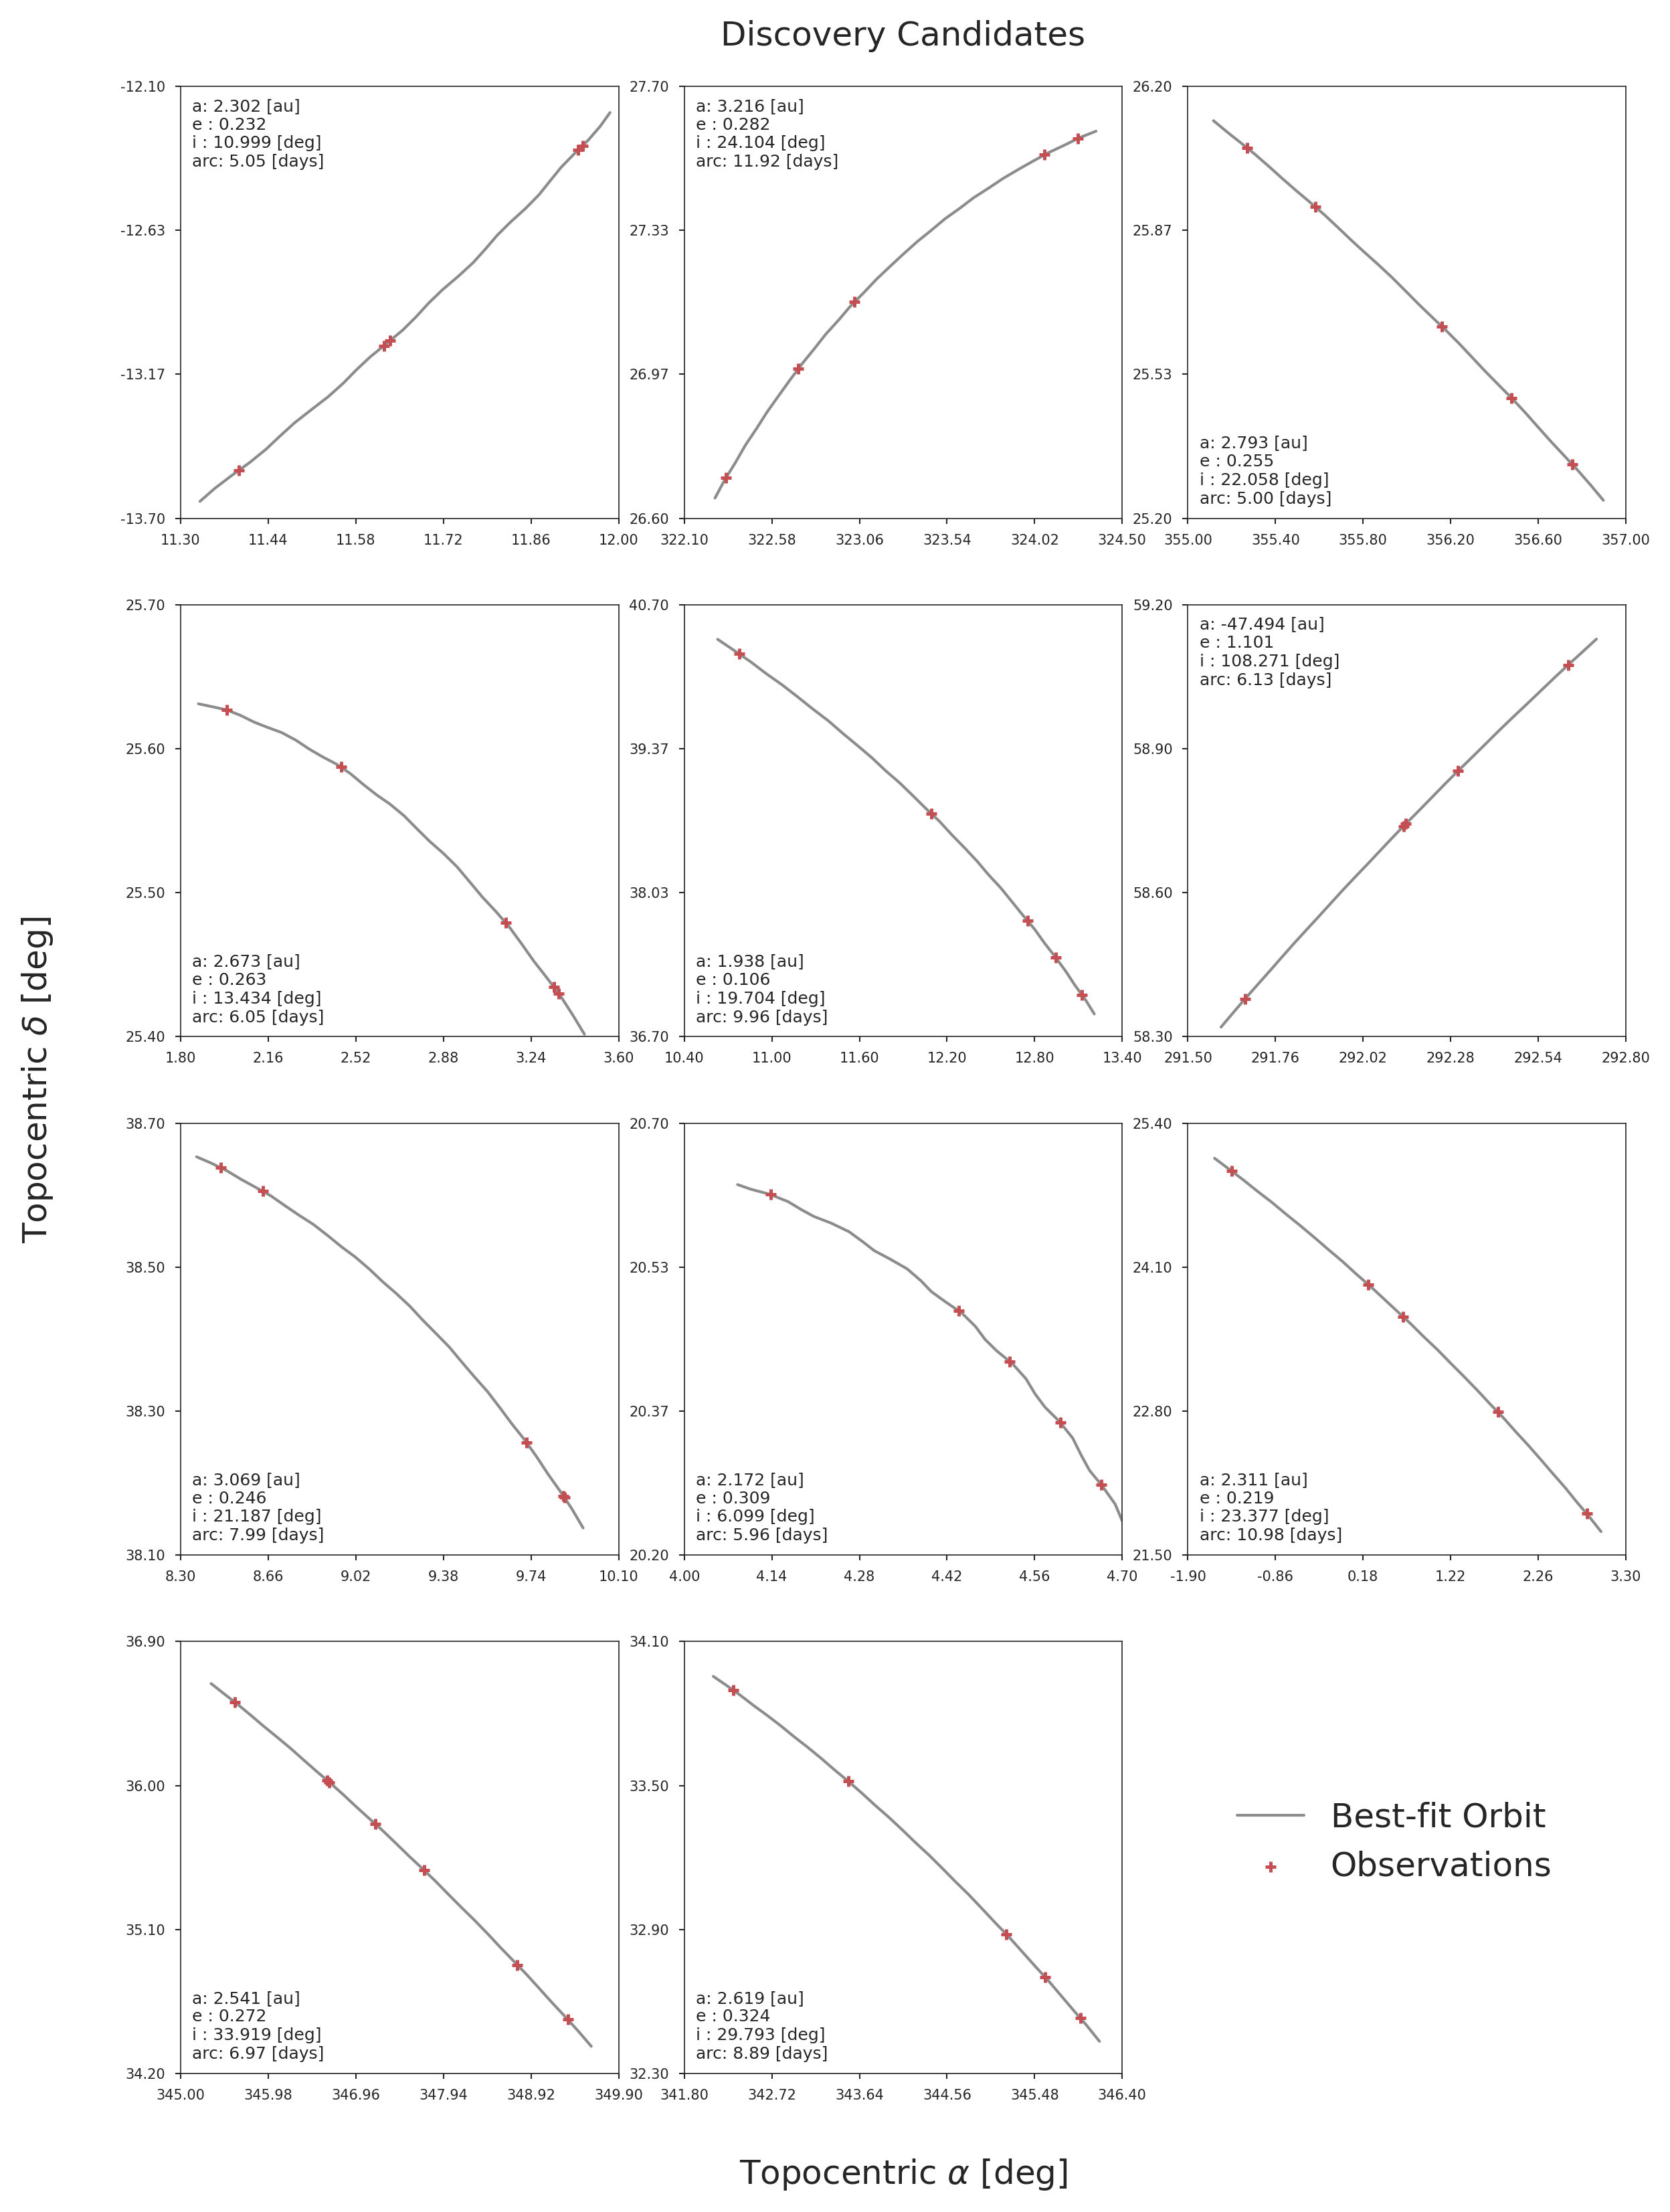 Discovery Candidates
-12.10
-12.63
-13.17
-13.70
a: 2.302 [au]
e : 0.232
i : 10.999 [deg]
arc: 5.05 [days]
11.30 11.44 11.58 11.72 11.86 12.00
27.70
27.33
26.97
26.60
a: 3.216 [au]
e : 0.282
i : 24.104 [deg]
arc: 11.92 [days]
322.10 322.58 323.06 323.54 324.02 324.50
26.20
25.87
25.53
25.20
a: 2.793 [au]
e : 0.255
i : 22.058 [deg]
arc: 5.00 [days]
355.00 355.40 355.80 356.20 356.60 357.00
25.70
25.60
25.50
25.40
a: 2.673 [au]
e : 0.263
i : 13.434 [deg]
arc: 6.05 [days]
1.80 2.16 2.52 2.88 3.24 3.60
40.70
39.37
38.03
36.70
a: 1.938 [au]
e : 0.106
i : 19.704 [deg]
arc: 9.96 [days]
10.40 11.00 11.60 12.20 12.80 13.40
59.20
58.90
58.60
58.30
a: -47.494 [au]
e : 1.101
i : 108.271 [deg]
arc: 6.13 [days]
291.50 291.76 292.02 292.28 292.54 292.80
38.70
38.50
38.30
38.10
a: 3.069 [au]
e : 0.246
i : 21.187 [deg]
arc: 7.99 [days]
8.30 8.66 9.02 9.38 9.74 10.10
20.70
20.53
20.37
20.20
a: 2.172 [au]
e : 0.309
i : 6.099 [deg]
arc: 5.96 [days]
4.00 4.14 4.28 4.42 4.56 4.70
25.40
24.10
22.80
21.50
a: 2.311 [au]
e : 0.219
i : 23.377 [deg]
arc: 10.98 [days]
-1.90 -0.86 0.18 1.22 2.26 3.30
36.90
36.00
35.10
34.20
a: 2.541 [au]
e : 0.272
i : 33.919 [deg]
arc: 6.97 [days]
345.00 345.98 346.96 347.94 348.92 349.90
34.10
33.50
32.90
32.30
a: 2.619 [au]
e : 0.324
i : 29.793 [deg]
arc: 8.89 [days]
341.80 342.72 343.64 344.56 345.48 346.40
Best-fit Orbit
Observations
Topocentric δ [deg]
Topocentric α [deg]